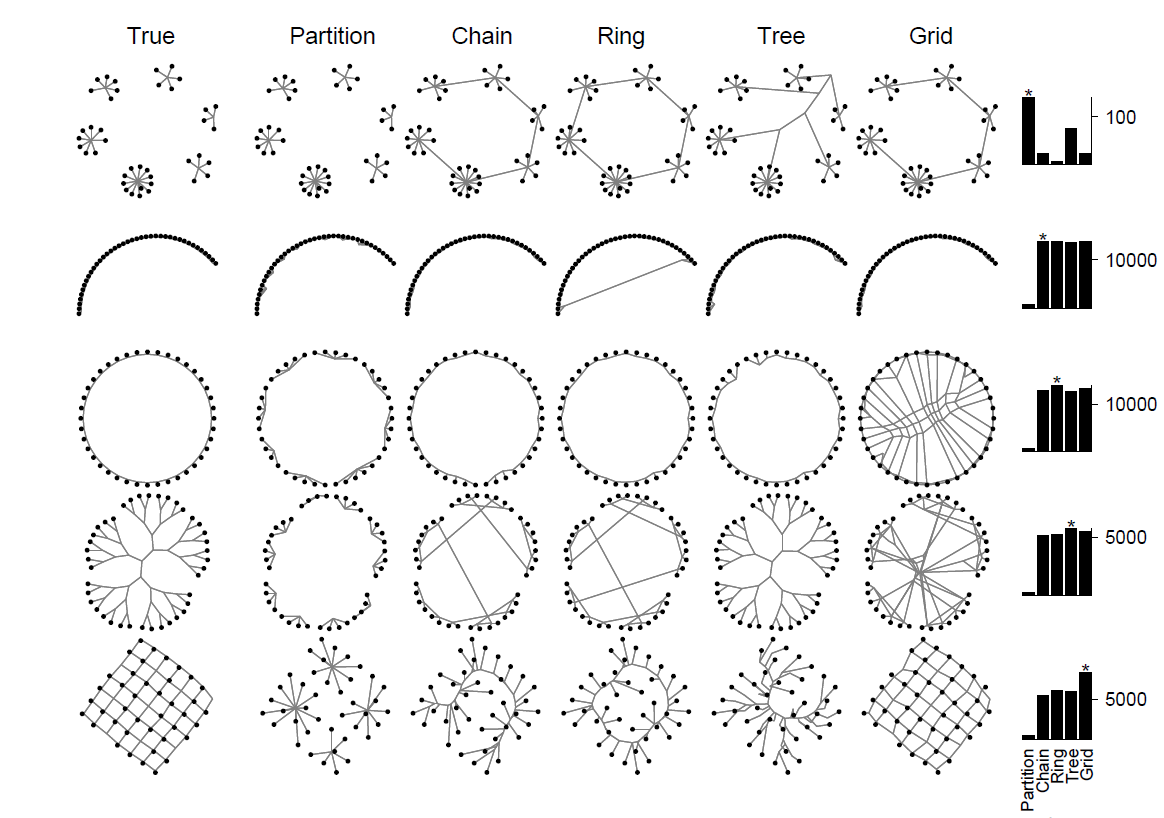 True Partition Chain Ring Tree Grid
* 100
* 10000
* 10000
* 5000
* 5000
Partition
Chain
Ring
Tree
Grid